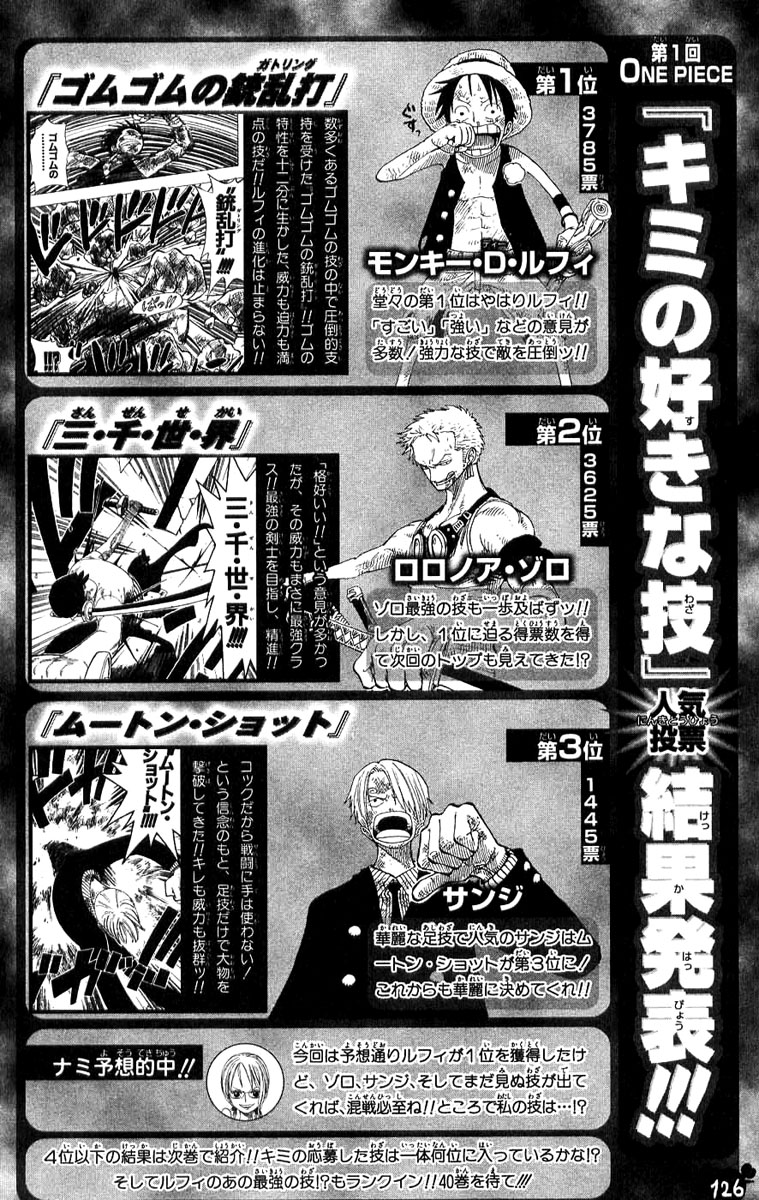 第1回
ONE PIECE
『キミの好きな技』
人気
投票
にんきとうひょう
結果発表!!!
第1位
3785票
『ゴムゴムの銃乱打』
ガトリング
モンキー・D・ルフィ
堂々の第1位はやはりルフィ!!
「すごい」「強い」などの意見が
多数!強力な技で敵を圧倒ッ!!
数多くあるゴムゴムの技の中で圧倒的支
持を受けた“ゴムゴムの銃乱打”!!ゴムの
特性を十二分に生かした、威力も迫力も満
点の技だ!!ルフィの進化は止まらない!!
ぐすっ
ゴムゴムの
…………
“銃乱打”!!!!
ドドドド
!!!?
第2位
3625票
『三・千・世・界』
さん ぜん せ かい
ロロノア・ゾロ
ゾロ最強の技も一歩及ばずッ!!
しかし、1位に迫る得票数を得
て次回のトップも見えてきた!?
「格好いい!!」という意見が多かっ
たが、その威力もまさに最強クラ
ス!!最強の剣士を目指し、精進!!
三・千・世・界!!!!
第3位
1445票
『ムートン・ショット』
サンジ
華麗な足技で人気のサンジはム
ートン・ショットが第3位に!
これからも華麗に決めてくれ!!
コックだから戦闘に手は使わない!
という信念のもと、足技だけで大物を
撃破してきた!!キレも威力も抜群ッ!!
ムートン・
ショット!!!!
ナミ予想的中!!
今回は予想通りルフィが1位を獲得したけ
ど、ゾロ、サンジ、そしてまだ見ぬ技が出て
くれば、混戦必至ね!!ところで私の技は…!?
4位以下の結果は次巻で紹介!!キミの応募した技は一体何位に入っているかな!?
そしてルフィのあの最強の技!?もランクイン!!40巻を待て!!!
126